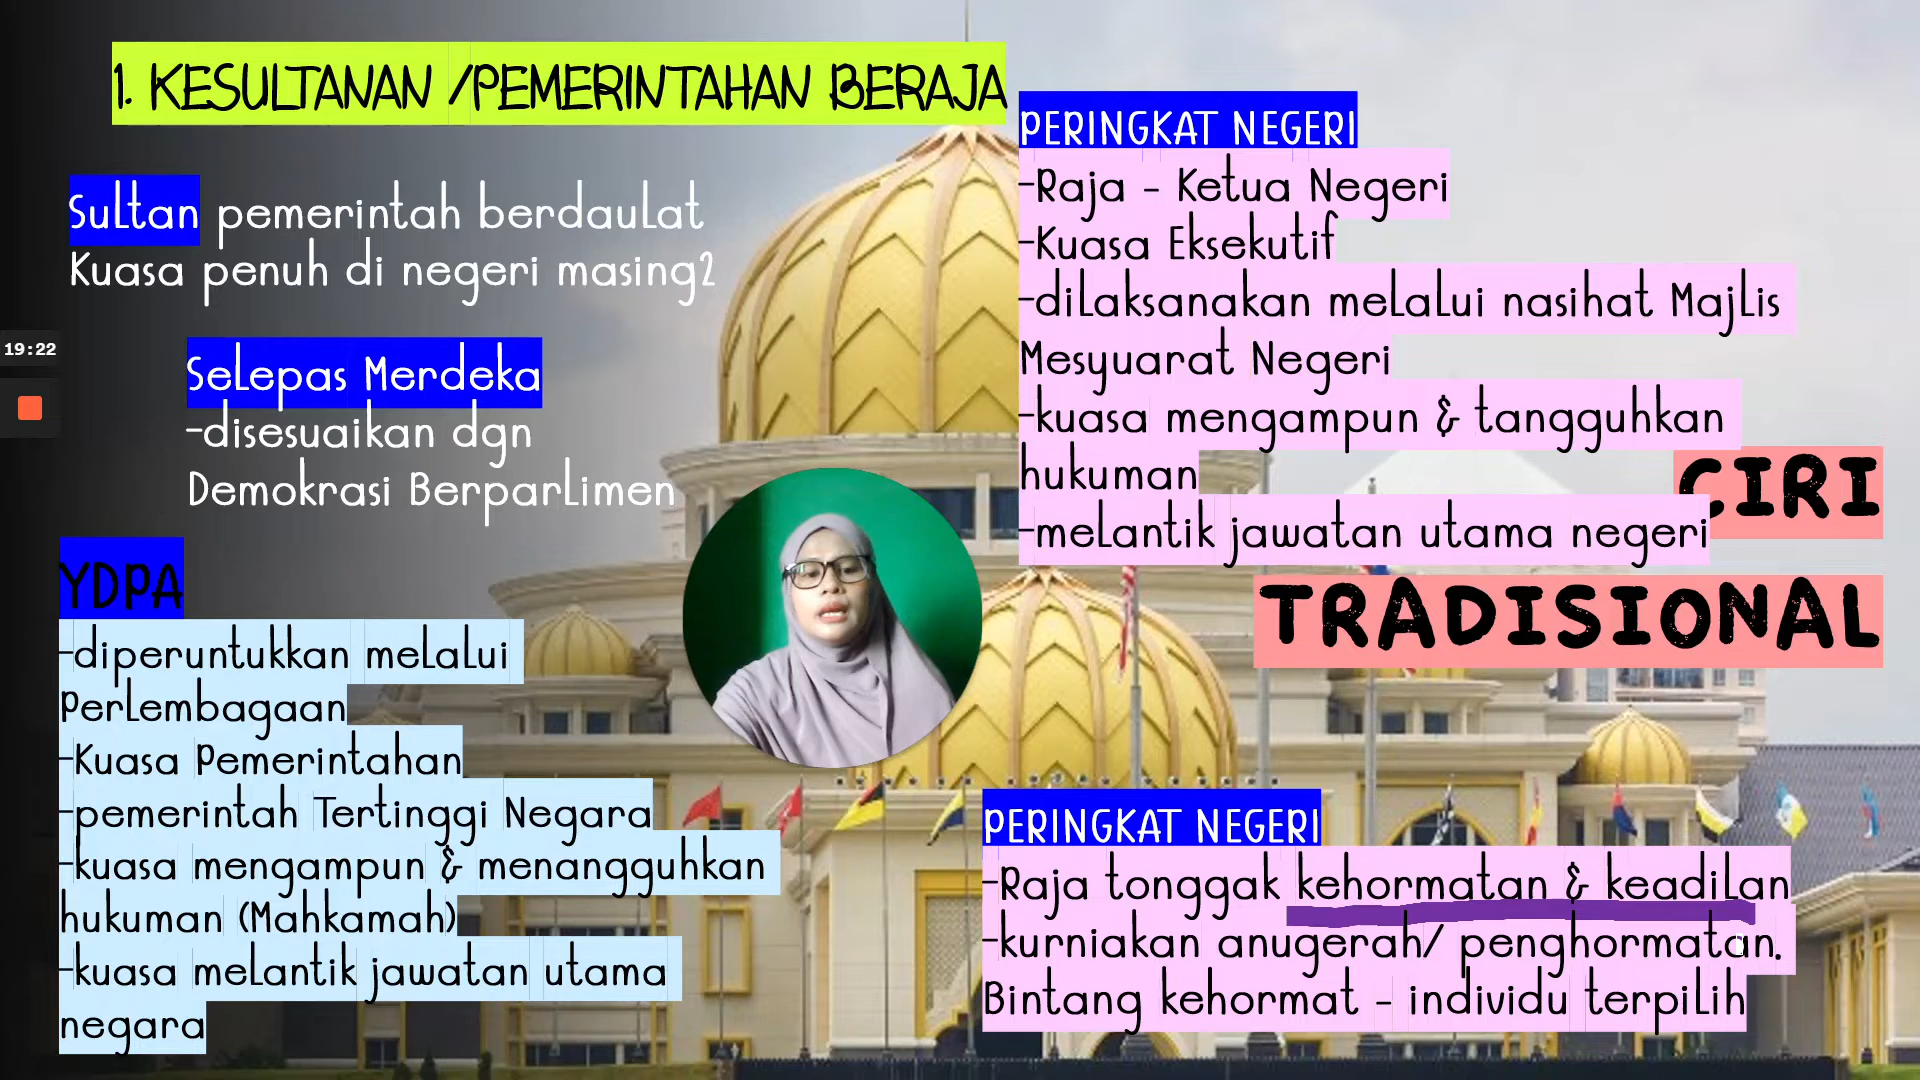 1. KESULTANAN /PEMERINTAHAN BERAJA
Sultan pemerintah berdaulat
Kuasa penuh di negeri masing2
19:22
Selepas Merdeka
-disesuaikan dgn
Demokrasi Berparlimen
YDPA
-diperuntukkan melalui
Perlembagaan
-Kuasa Pemerintahan
-pemerintah Tertinggi Negara
-kuasa mengampun & menangguhkan
hukuman (Mahkamah)
-kuasa melantik jawatan utama
negara
PERINGKAT NEGERI
-Raja - Ketua Negeri
-Kuasa Eksekutif
-dilaksanakan melalui nasihat Majlis
Mesyuarat Negeri
-kuasa mengampun & tangguhkan
hukuman
-melantik jawatan utama negeri
CIRI
TRADISIONAL
PERINGKAT NEGERI
-Raja tonggak kehormatan & keadilan
-kurniakan anugerah/ penghormatan.
Bintang kehormat - individu terpilih